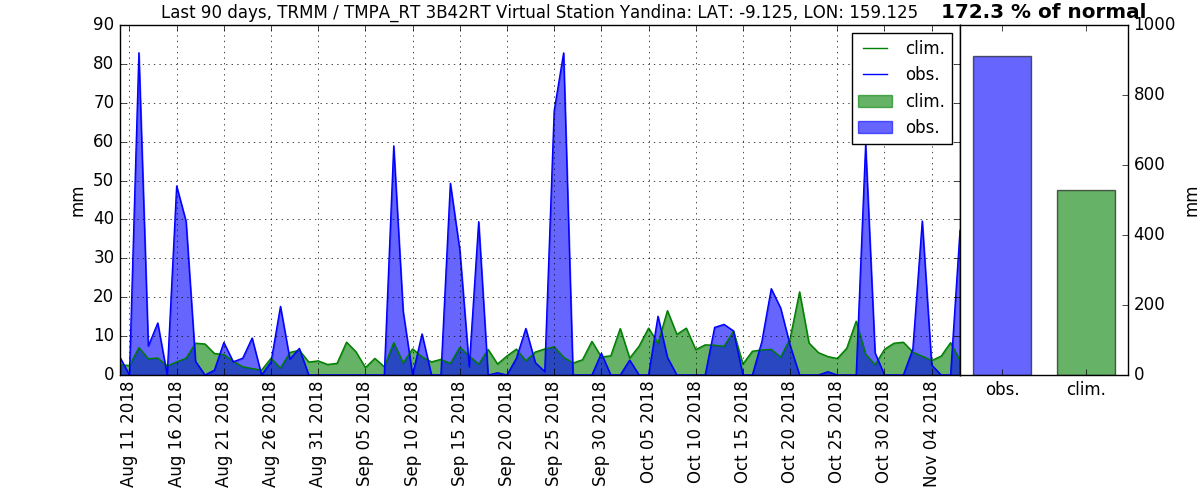 Last 90 days, TRMM / TMPA_RT 3B42RT Virtual Station Yandina: LAT: -9.125, LON: 159.125
172.3 % of normal
90
80
70
60
50
40
30
20
10
0
mm
clim.
obs.
clim.
obs.
1000
800
600
400
200
0
mm
obs.
clim.
Aug 11 2018
Aug 16 2018
Aug 21 2018
Aug 26 2018
Aug 31 2018
Sep 05 2018
Sep 10 2018
Sep 15 2018
Sep 20 2018
Sep 25 2018
Sep 30 2018
Oct 05 2018
Oct 10 2018
Oct 15 2018
Oct 20 2018
Oct 25 2018
Oct 30 2018
Nov 04 2018